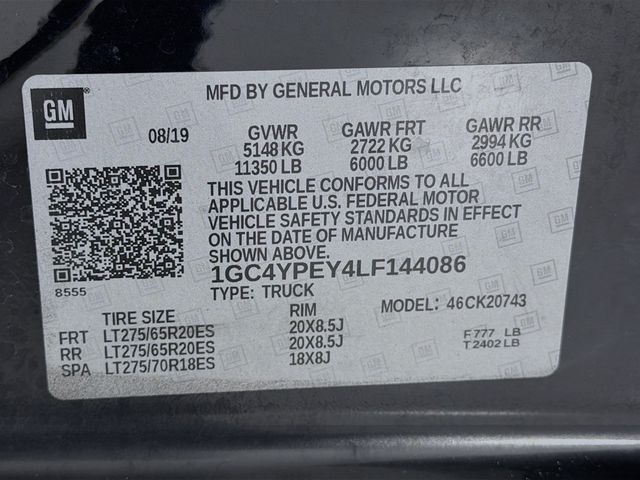 MFD BY GENERAL MOTORS LLC
GM
08/19 GVWR GAWR FRT GAWR RR
5148 KG 2722 KG 2994 KG
11350 LB 6000 LB 6600 LB
THIS VEHICLE CONFORMS TO ALL
APPLICABLE U.S. FEDERAL MOTOR
VEHICLE SAFETY STANDARDS IN EFFECT
ON THE DATE OF MANUFACTURE
SHOWN ABOVE.
8555
1GC4YPEY4LF144086
TYPE: TRUCK MODEL: 46CK20743
TIRE SIZE RIM
FRT LT275/65R20ES 20X8.5J F 777 LB
RR LT275/65R20ES 20X8.5J T 2402 LB
SPA LT275/70R18ES 18X8J